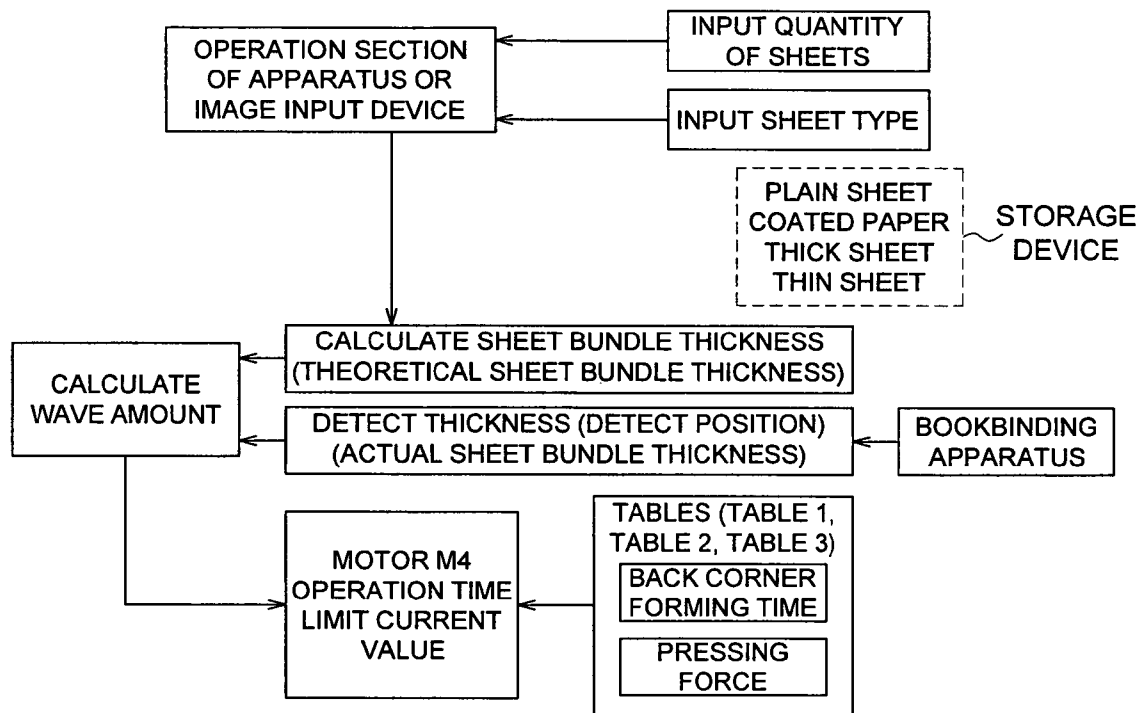 OPERATION SECTION
OF APPARATUS OR
IMAGE INPUT DEVICE
INPUT QUANTITY
OF SHEETS
INPUT SHEET TYPE
PLAIN SHEET
COATED PAPER
THICK SHEET
THIN SHEET
STORAGE
DEVICE
CALCULATE
WAVE AMOUNT
CALCULATE SHEET BUNDLE THICKNESS
(THEORETICAL SHEET BUNDLE THICKNESS)
DETECT THICKNESS (DETECT POSITION)
(ACTUAL SHEET BUNDLE THICKNESS)
BOOKBINDING
APPARATUS
MOTOR M4
OPERATION TIME
LIMIT CURRENT
VALUE
TABLES (TABLE 1,
TABLE 2, TABLE 3)
BACK CORNER
FORMING TIME
PRESSING
FORCE